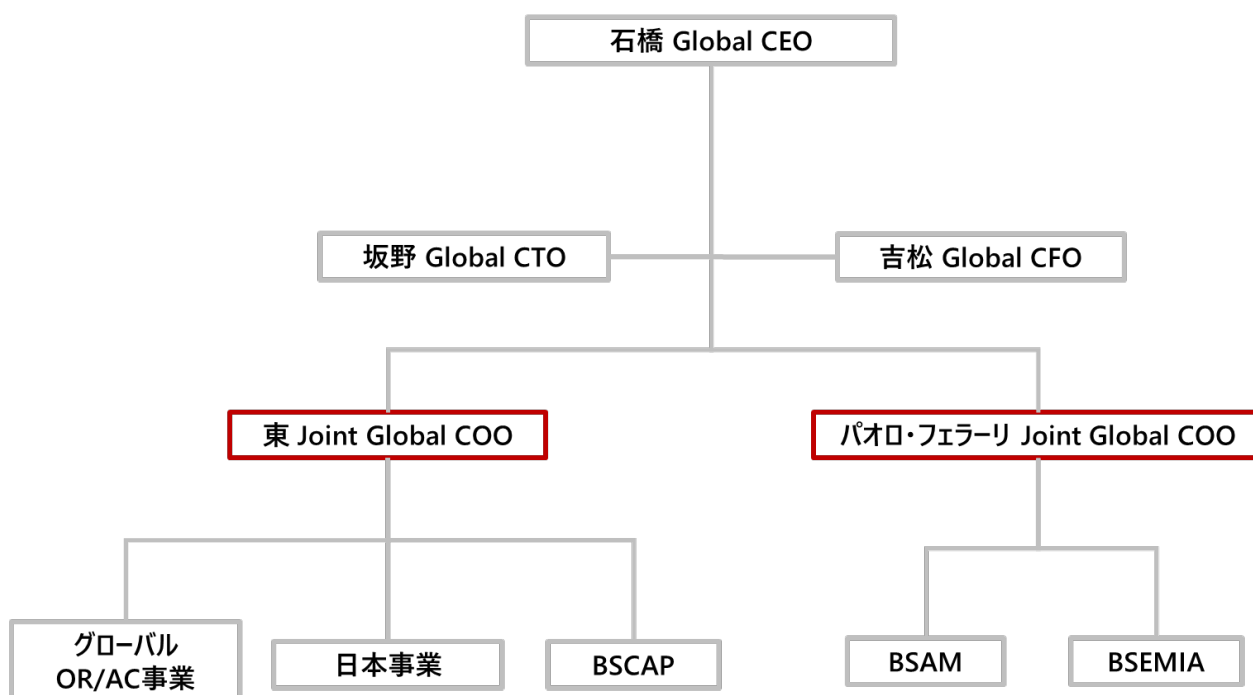 石橋 Global CEO
坂野 Global CTO
吉松 Global CFO
東 Joint Global COO
パオロ・フェラーリ Joint Global COO
グローバル
OR/AC事業
日本事業
BSCAP
BSAM
BSEMIA